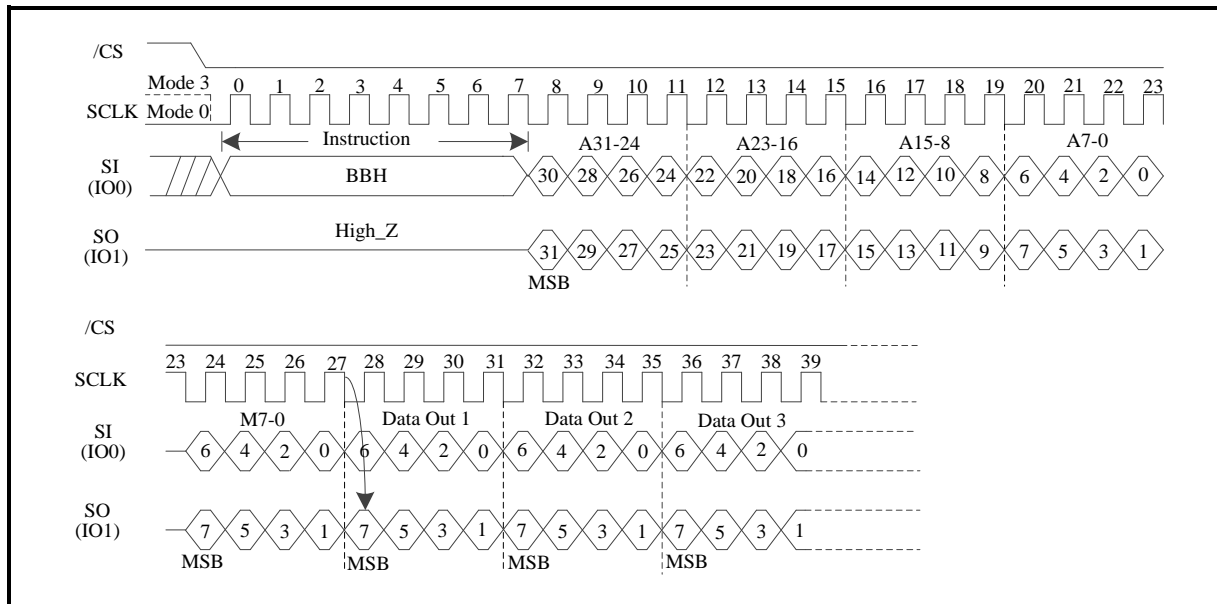 /CS
Mode 3
0 1 2 3 4 5 6 7 8 9 10 11 12 13 14 15 16 17 18 19 20 21 22 23
SCLK Mode 0
Instruction A31-24 A23-16 A15-8 A7-0
SI
(IO0)
BBH 30 28 26 24 22 20 18 16 14 12 10 8 6 4 2 0
High_Z
SO
(IO1)
31 29 27 25 23 21 19 17 15 13 11 9 7 5 3 1
MSB
/CS
23 24 25 26 27 28 29 30 31 32 33 34 35 36 37 38 39
SCLK
M7-0 Data Out 1 Data Out 2 Data Out 3
SI
(IO0)
6 4 2 0 6 4 2 0 6 4 2 0 6 4 2 0
SO
(IO1)
7 5 3 1 7 5 3 1 7 5 3 1 7 5 3 1
MSB MSB MSB MSB